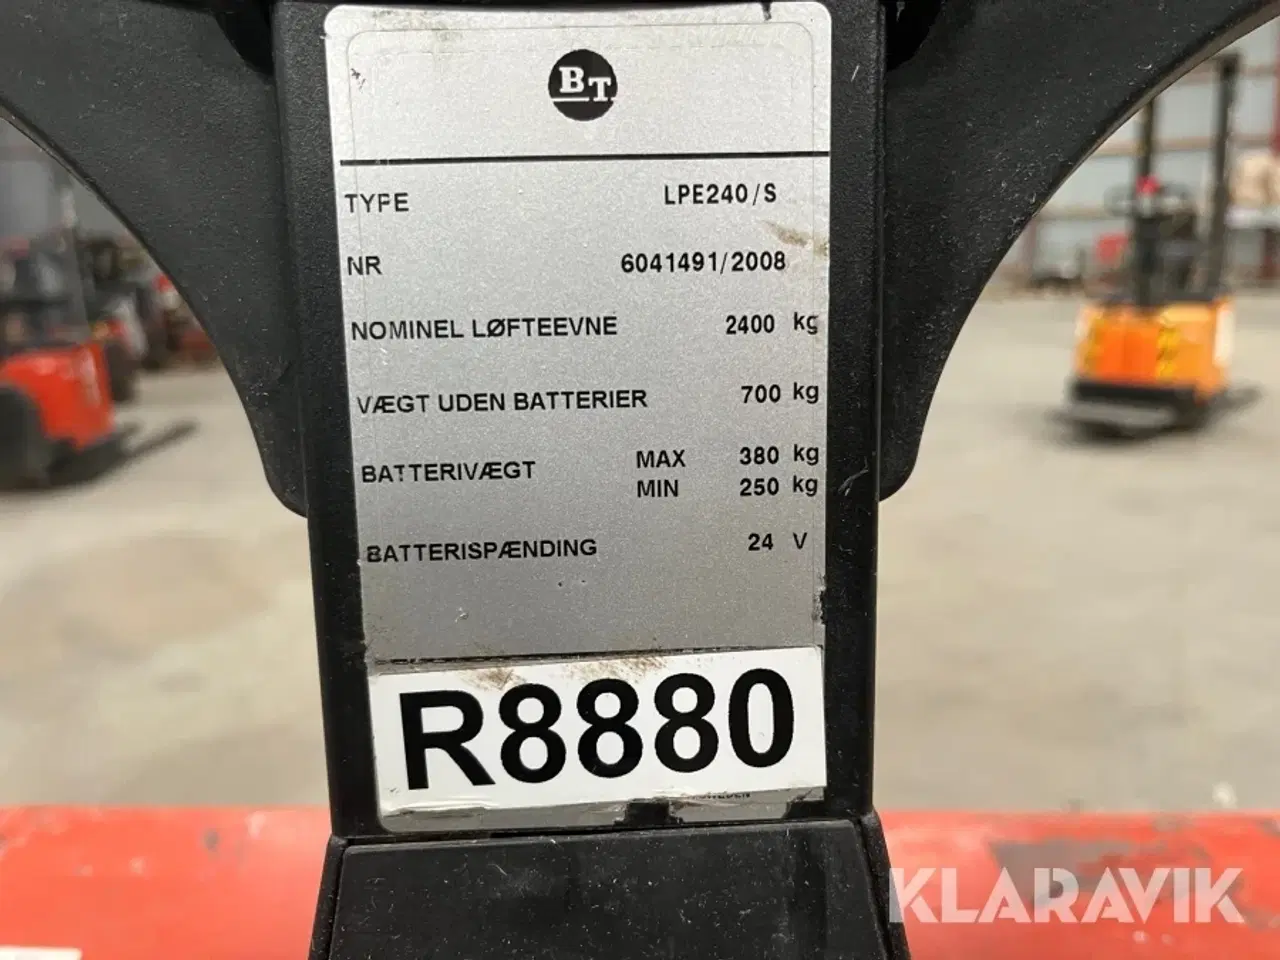 BT
TYPE LPE240/S
NR 6041491/2008
NOMINEL LØFTEEVNE 2400 kg
VÆGT UDEN BATTERIER 700 kg
BATTERIVÆGT MAX 380 kg
MIN 250 kg
BATTERISPÆNDING 24 V
R8880
KLARAVIK